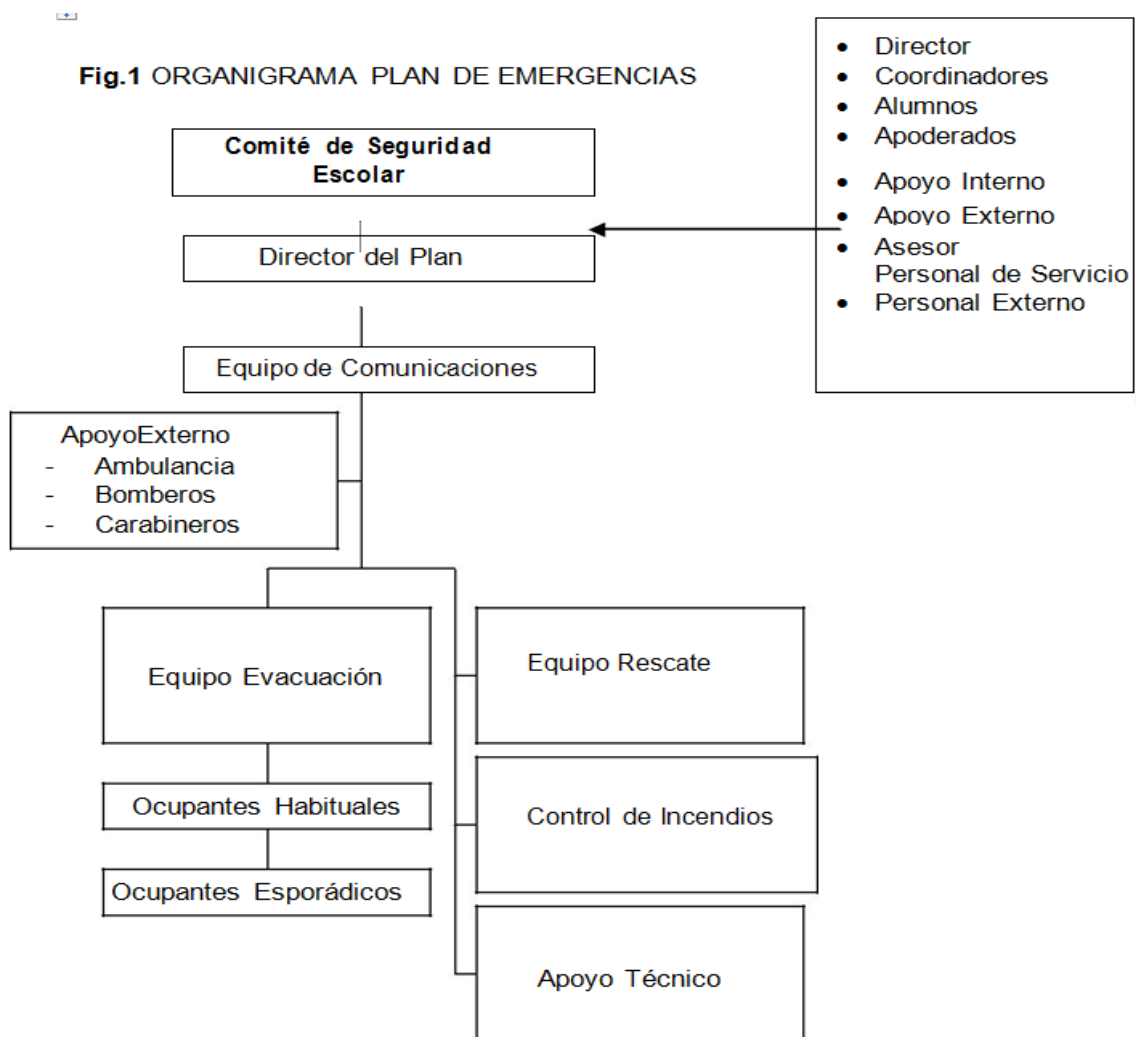 Fig.1 ORGANIGRAMA PLAN DE EMERGENCIAS
Comité de Seguridad
Escolar
Director del Plan
Equipo de Comunicaciones
• Director
• Coordinadores
• Alumnos
• Apoderados
• Apoyo Interno
• Apoyo Externo
• Asesor
Personal de Servicio
• Personal Externo
ApoyoExterno
- Ambulancia
- Bomberos
- Carabineros
Equipo Evacuación
Ocupantes Habituales
Ocupantes Esporádicos
Equipo Rescate
Control de Incendios
Apoyo Técnico